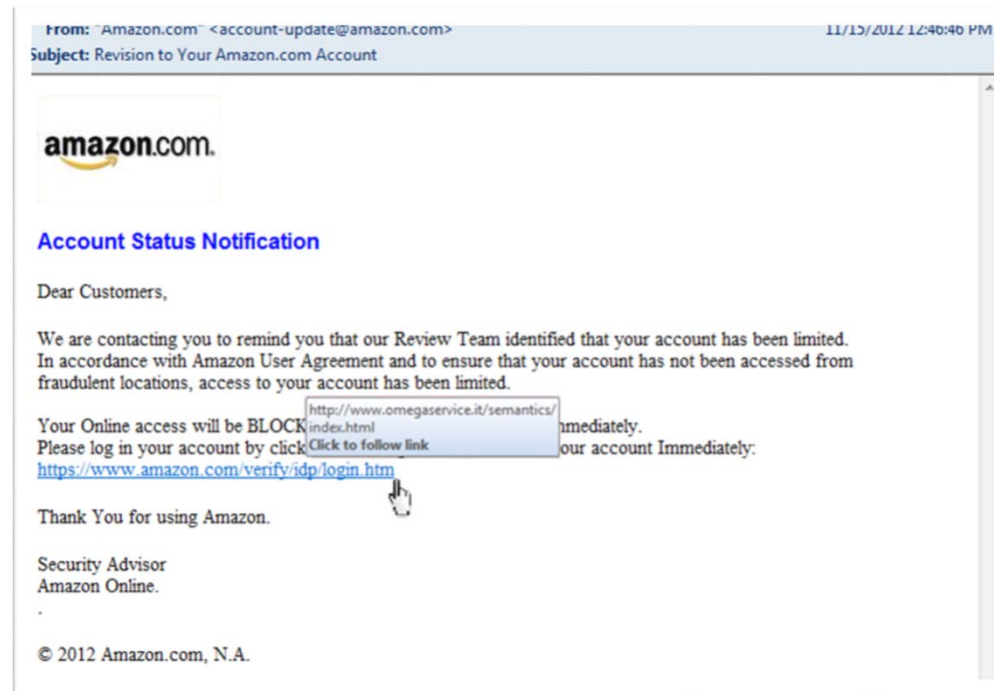 From: "Amazon.com" <account-update@amazon.com> 11/15/2012 12:46:46 PM
Subject: Revision to Your Amazon.com Account
amazon.com.
Account Status Notification
Dear Customers,
We are contacting you to remind you that our Review Team identified that your account has been limited.
In accordance with Amazon User Agreement and to ensure that your account has not been accessed from
fraudulent locations, access to your account has been limited.
http://www.omegaservice.it/semantics/
index.html
Click to follow link
Your Online access will be BLOCK
Please log in your account by click our account Immediately:
https://www.amazon.com/verify/idp/login.htm
Thank You for using Amazon.
Security Advisor
Amazon Online.
.
© 2012 Amazon.com, N.A.